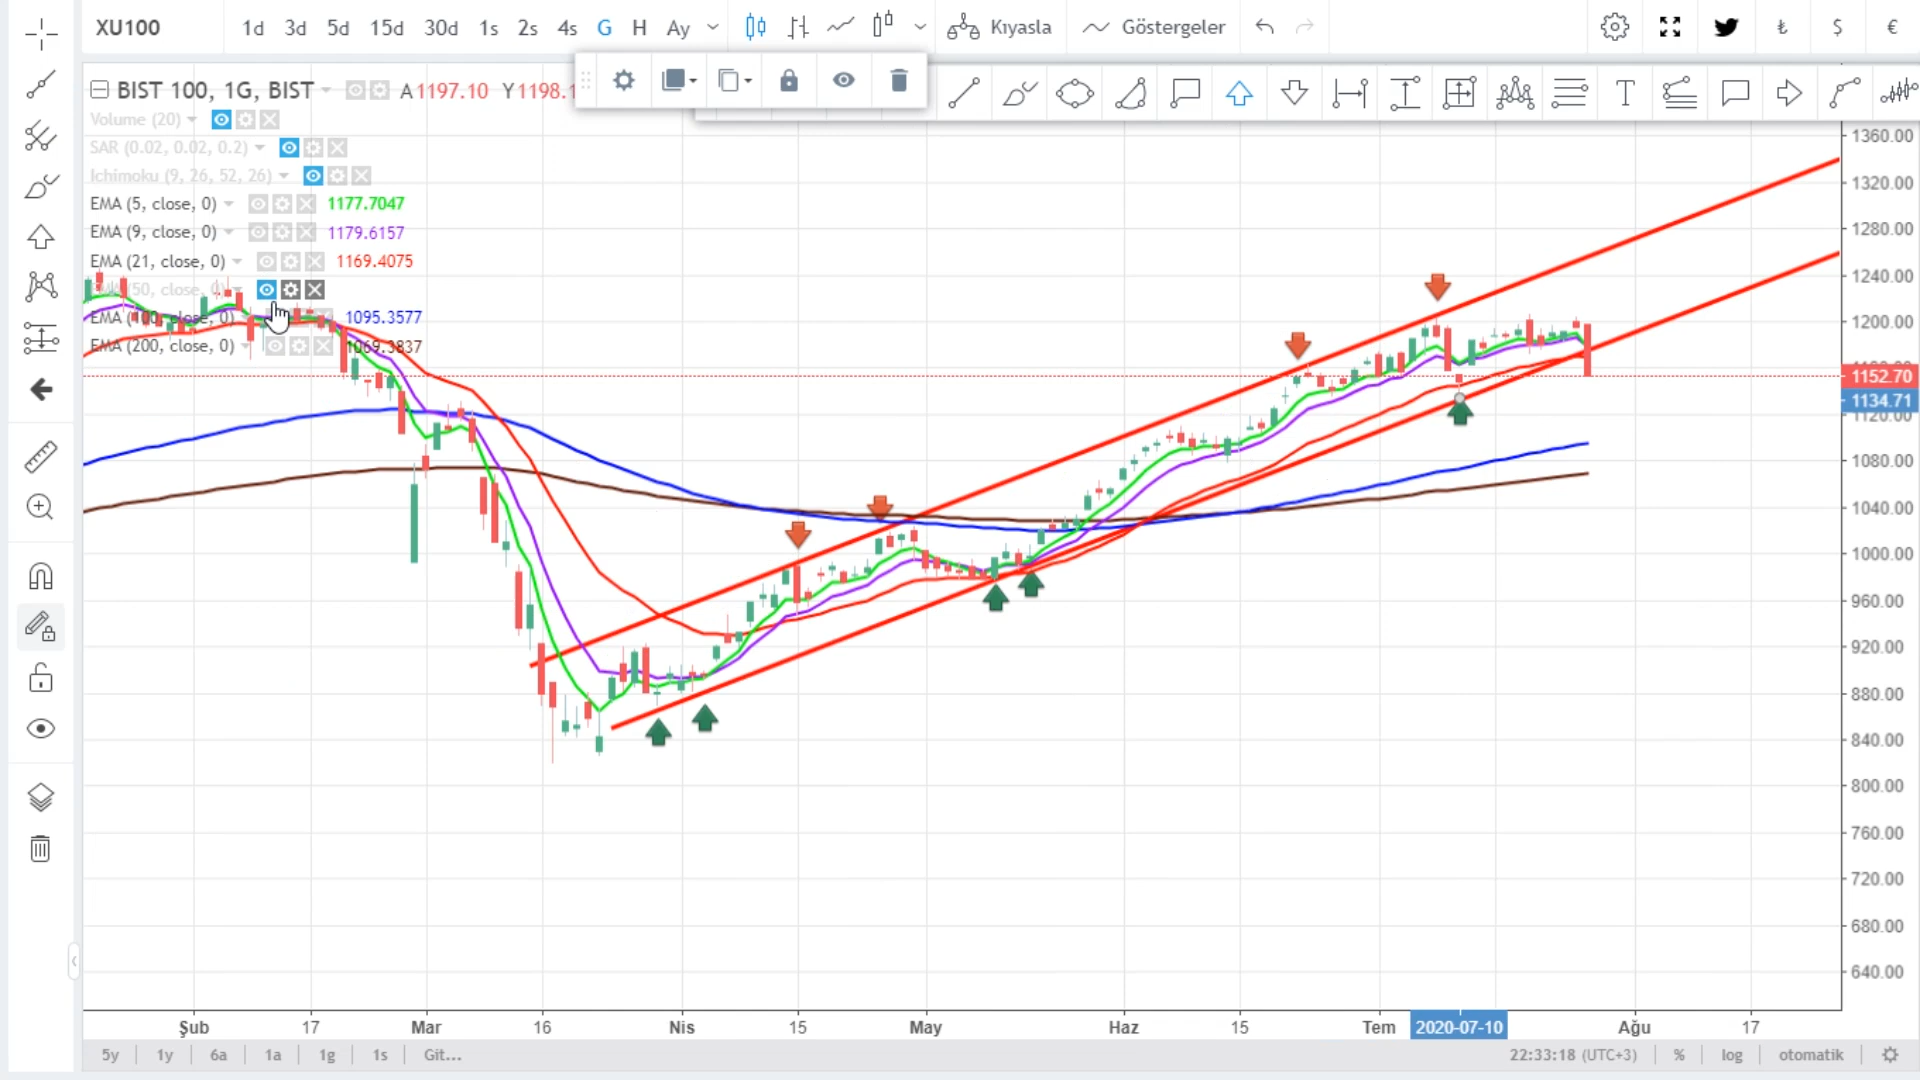 XU100 1d 3d 5d 15d 30d 1s 2s 4s G H Ay Kıyasla Göstergeler ₺ $ €
BIST 100, 1G, BIST A1197.10 Y1198.1
Volume (20)
SAR (0.02, 0.02, 0.2)
Ichimoku (9, 26, 52, 26)
EMA (5, close, 0) 1177.7047
EMA (9, close, 0) 1179.6157
EMA (21, close, 0) 1169.4075
EMA (50, close, 0)
EMA (100, close, 0) 1095.3577
EMA (200, close, 0) 1069.3837
1360.00
1320.00
1280.00
1240.00
1200.00
1152.70
1134.71
1120.00
1080.00
1040.00
1000.00
960.00
920.00
880.00
840.00
800.00
760.00
720.00
680.00
640.00
Şub 17 Mar 16 Nis 15 May Haz 15 Tem 2020-07-10 Ağu 17
5y 1y 6a 1a 1g 1s Git... 22:33:18 (UTC+3) % log otomatik